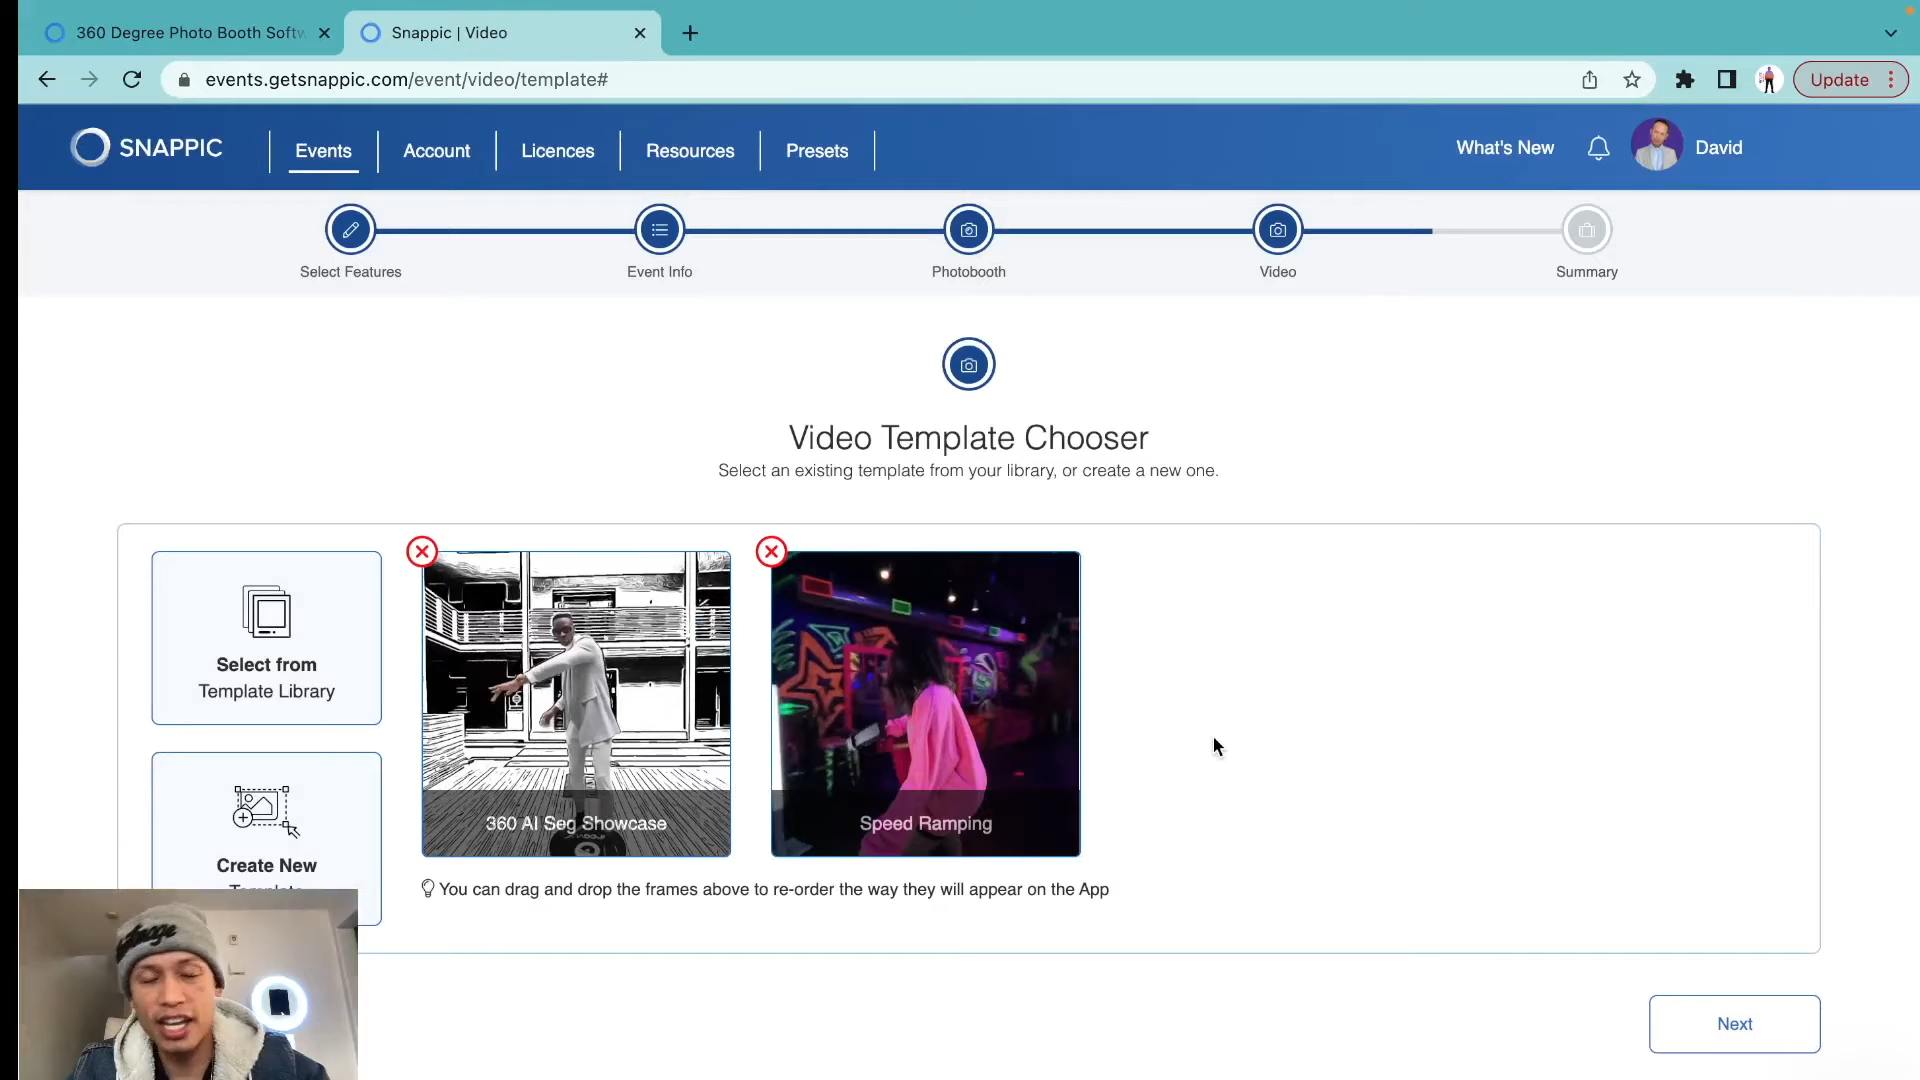 360 Degree Photo Booth Softw
Snappic | Video
events.getsnappic.com/event/video/template#
Update
SNAPPIC
Events
Account
Licences
Resources
Presets
What's New
David
Select Features
Event Info
Photobooth
Video
Summary
Video Template Chooser
Select an existing template from your library, or create a new one.
Select from
Template Library
360 AI Seg Showcase
Speed Ramping
Create New
You can drag and drop the frames above to re-order the way they will appear on the App
Next